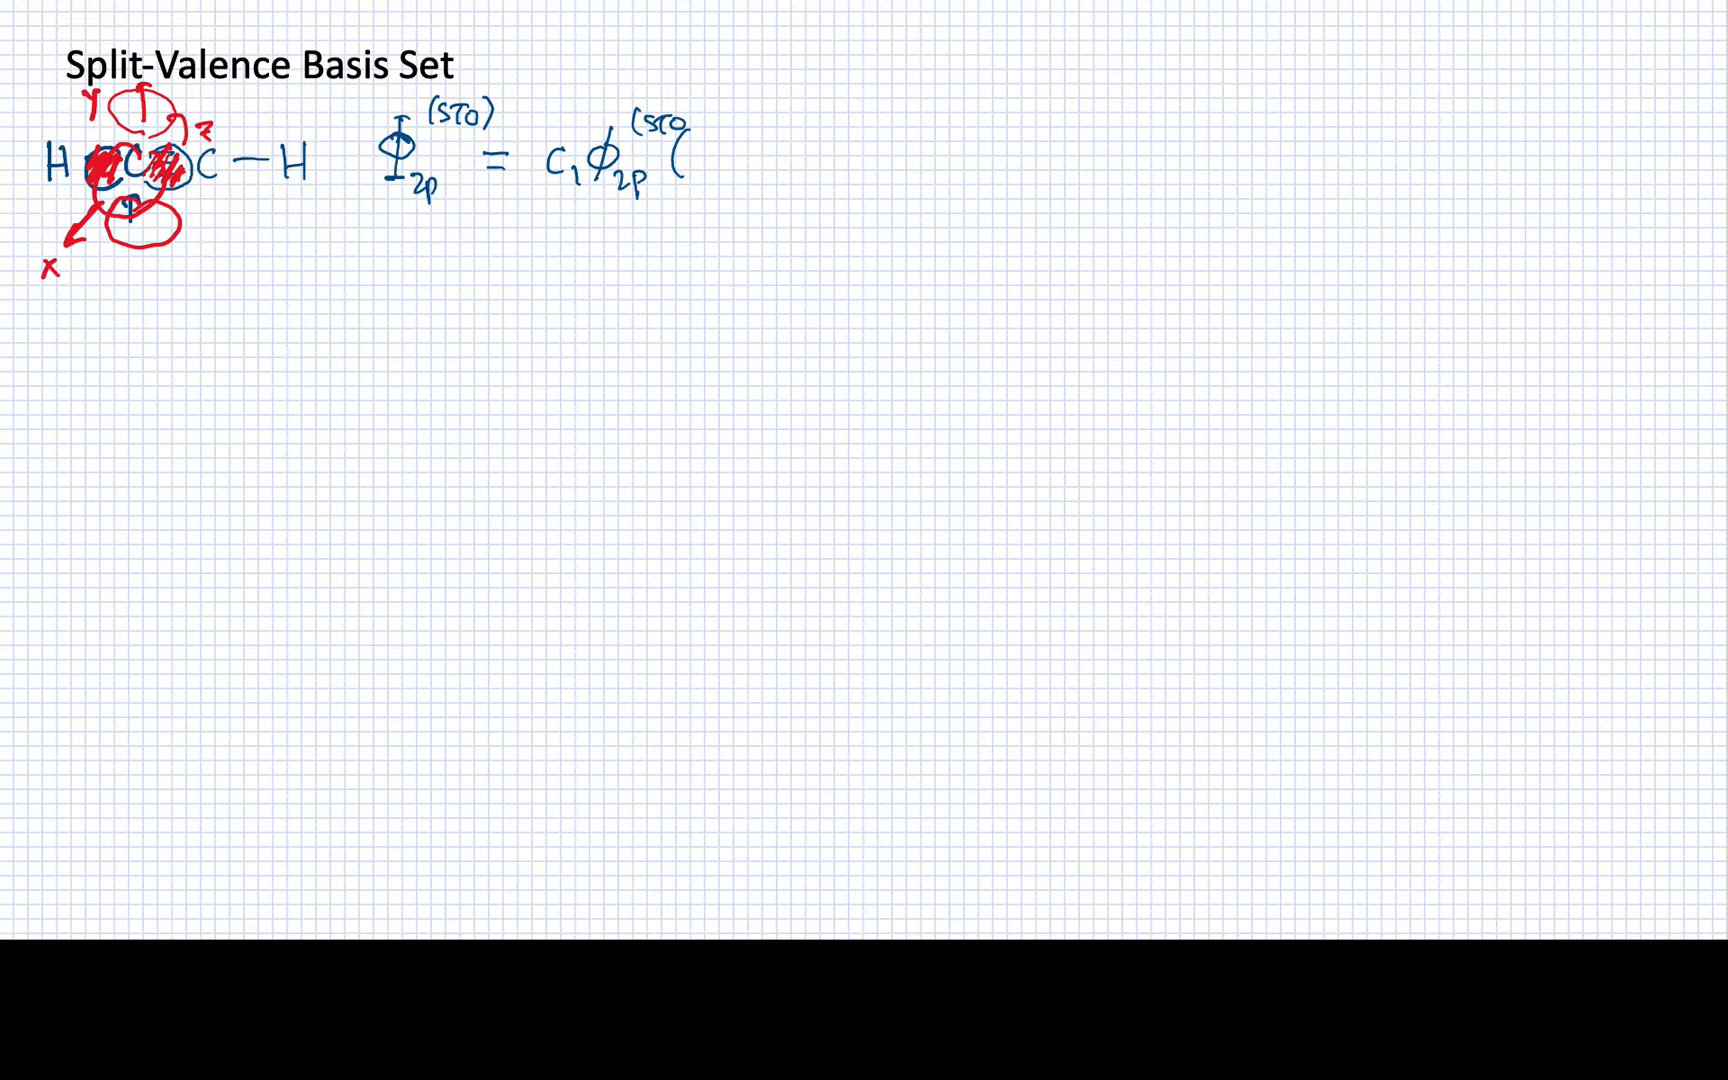 Split-Valence Basis Set
Y z
H C C — H Φ₂ₚ⁽ˢᵀᴼ⁾ = c₁ϕ₂ₚ⁽ˢᵀᴼ (
x